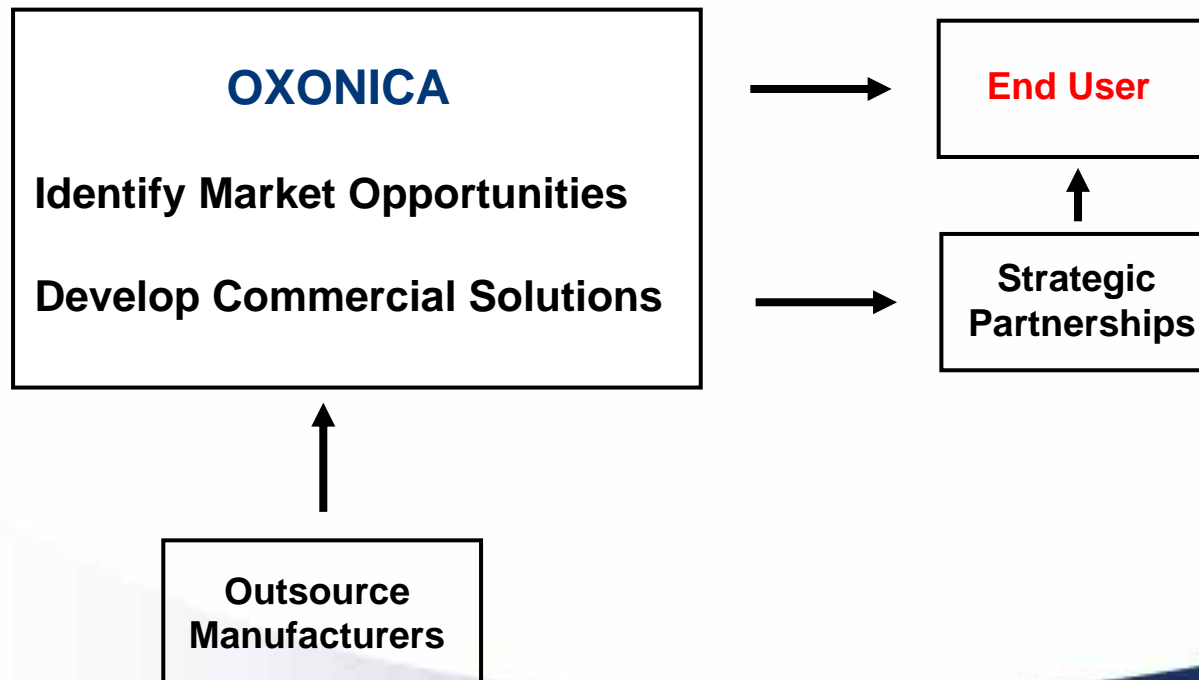 OXONICA
Identify Market Opportunities
Develop Commercial Solutions
End User
Strategic
Partnerships
Outsource
Manufacturers